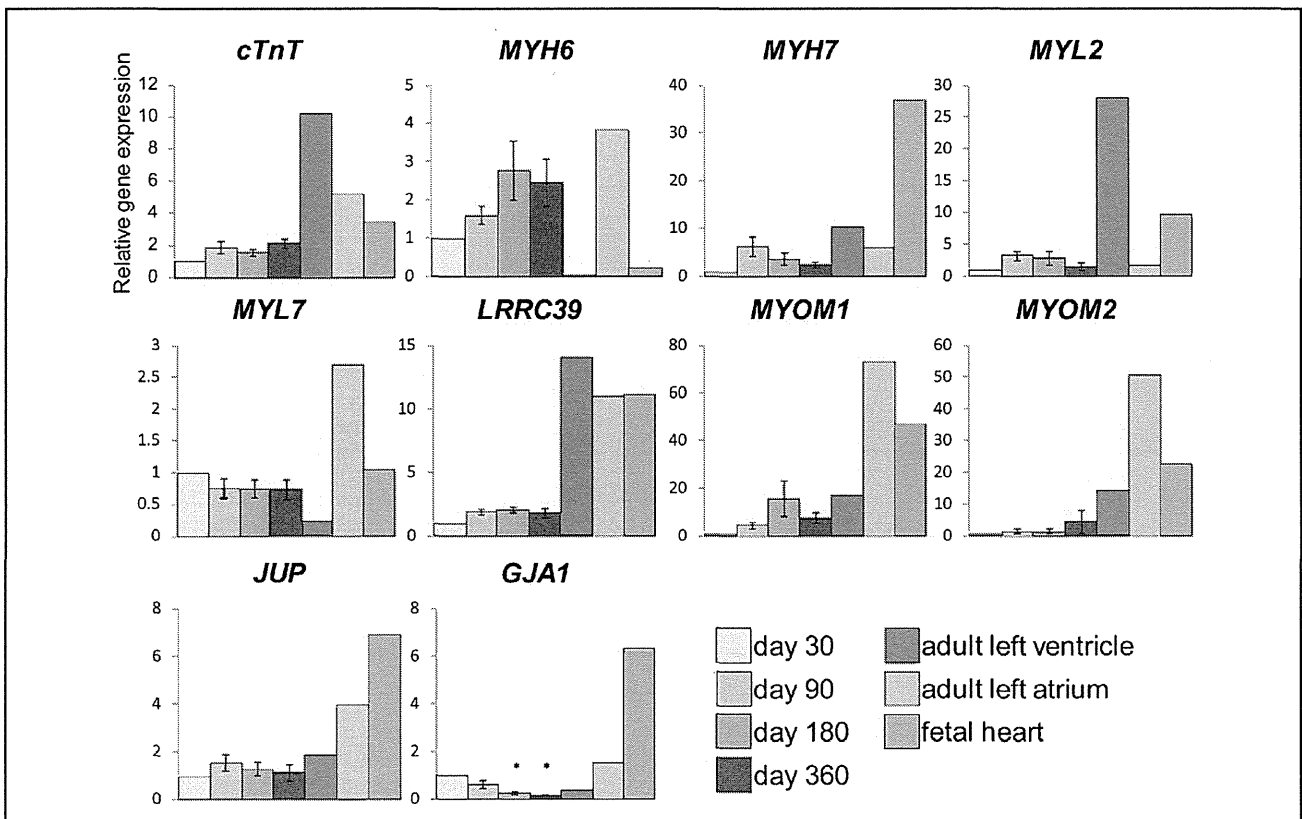 cTnT MYH6 MYH7 MYL2
Relative gene expression
12 10 8 6 4 2 0
5 4 3 2 1 0
40 30 20 10 0
30 25 20 15 10 5 0
MYL7 LRRC39 MYOM1 MYOM2
3 2.5 2 1.5 1 0.5 0
15 10 5 0
80 60 40 20 0
60 50 40 30 20 10 0
JUP GJA1
8 6 4 2 0
8 6 4 2 0
* *
day 30
day 90
day 180
day 360
adult left ventricle
adult left atrium
fetal heart